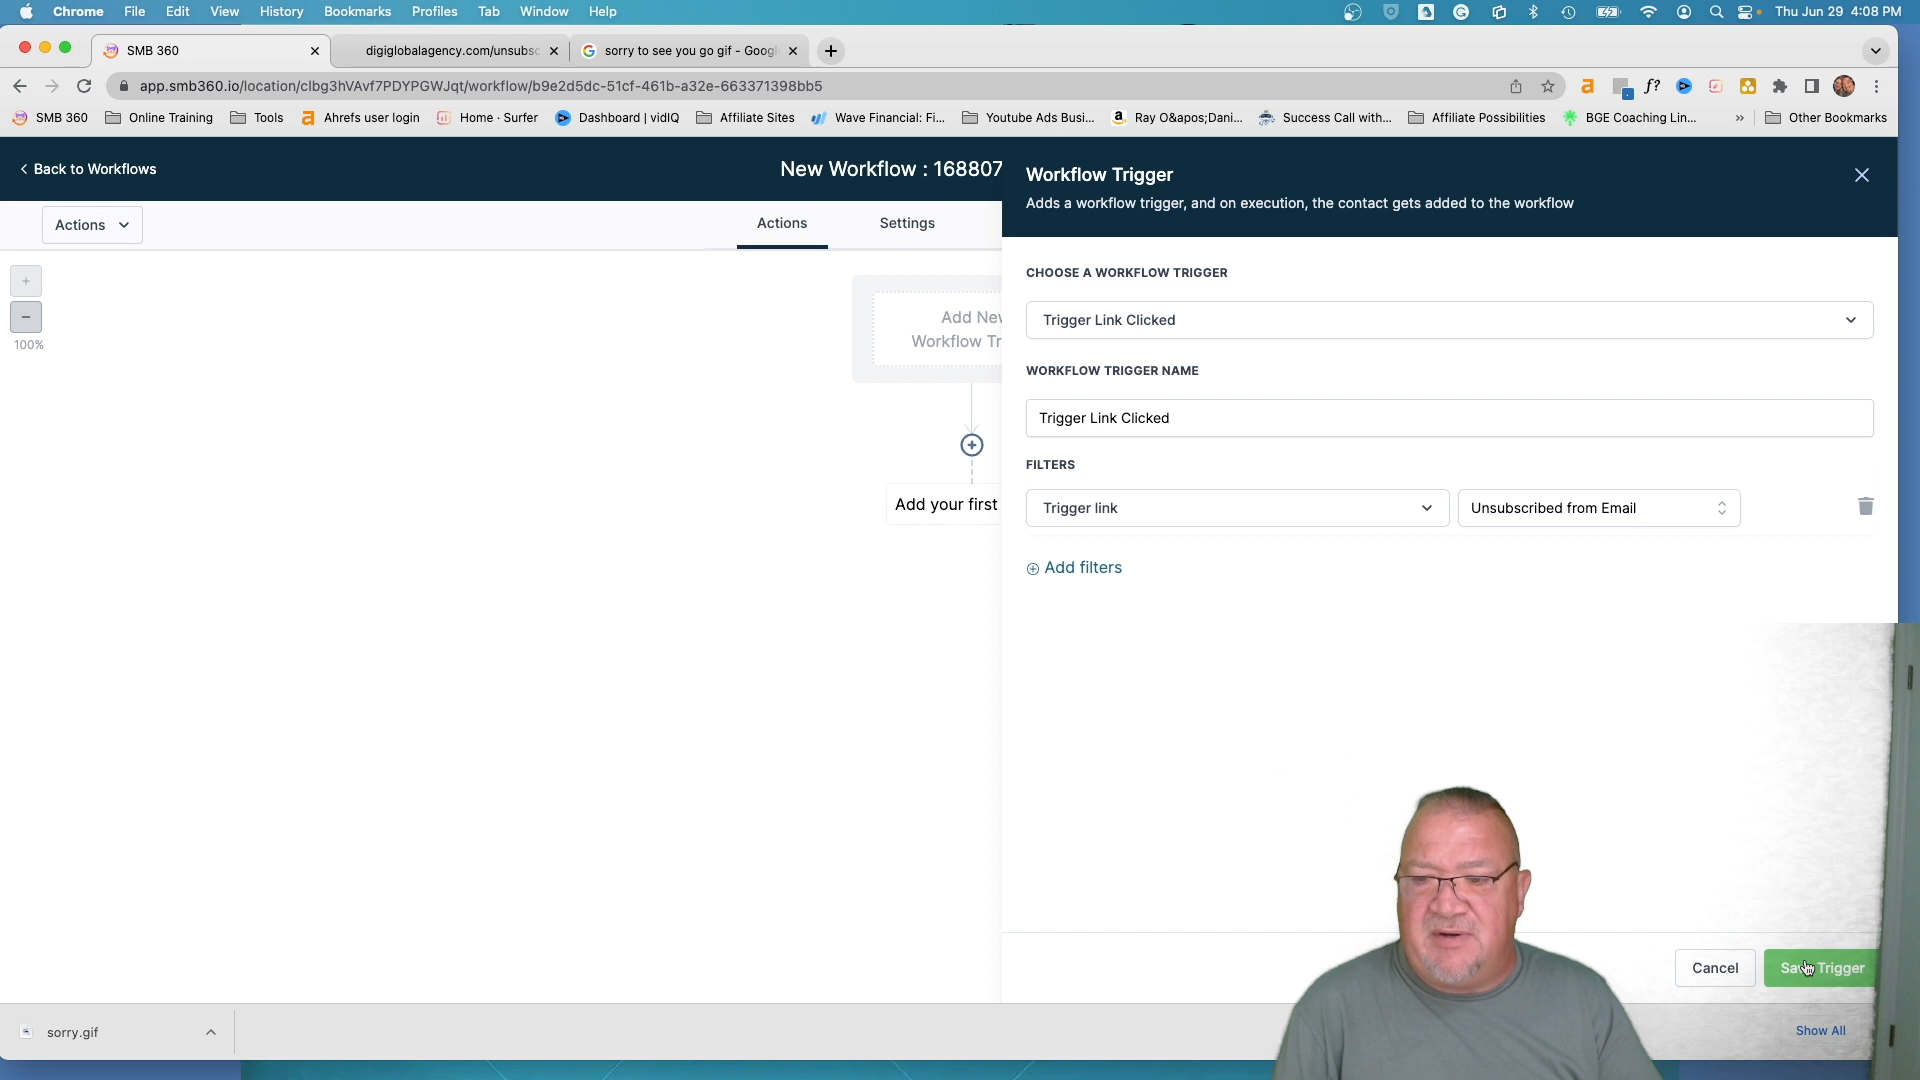 Chrome File Edit View History Bookmarks Profiles Tab Window Help Thu Jun 29 4:08 PM
SMB 360 digiglobalagency.com/unsubsc sorry to see you go gif - Googl
app.smb360.io/location/clbg3hVAvf7PDYPGWJqt/workflow/b9e2d5dc-51cf-461b-a32e-663371398bb5
SMB 360 Online Training Tools Ahrefs user login Home · Surfer Dashboard | vidIQ Affiliate Sites Wave Financial: Fi... Youtube Ads Busi... Ray O&apos;Dani... Success Call with... Affiliate Possibilities BGE Coaching Lin... » Other Bookmarks
Back to Workflows
New Workflow : 168807
Workflow Trigger
Adds a workflow trigger, and on execution, the contact gets added to the workflow
Actions
Actions Settings
CHOOSE A WORKFLOW TRIGGER
Trigger Link Clicked
100%
Add New
Workflow Tr
WORKFLOW TRIGGER NAME
Trigger Link Clicked
FILTERS
Trigger link
Unsubscribed from Email
Add your first
Add filters
Cancel
Trigger
sorry.gif
Show All